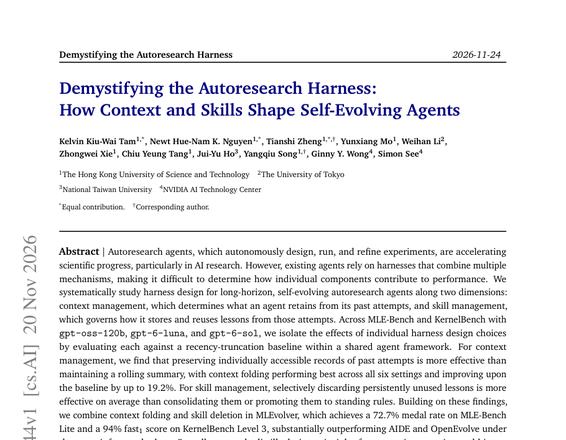 Demystifying the Autoresearch Harness 2026-11-24
Demystifying the Autoresearch Harness:
How Context and Skills Shape Self-Evolving Agents
Kelvin Kiu-Wai Tam1,*, Newt Hue-Nam K. Nguyen1,*, Tianshi Zheng1,*,†, Yunxiang Mo1, Weihan Li2,
Zhongwei Xie1, Chiu Yeung Tang1, Jui-Yu Ho3, Yangqiu Song1,†, Ginny Y. Wong4, Simon See4
1The Hong Kong University of Science and Technology 2The University of Tokyo
3National Taiwan University 4NVIDIA AI Technology Center
*Equal contribution. †Corresponding author.
Abstract | Autoresearch agents, which autonomously design, run, and refine experiments, are accelerating
scientific progress, particularly in AI research. However, existing agents rely on harnesses that combine multiple
mechanisms, making it difficult to determine how individual components contribute to performance. We
systematically study harness design for long-horizon, self-evolving autoresearch agents along two dimensions:
context management, which determines what an agent retains from its past attempts, and skill management,
which governs how it stores and reuses lessons from those attempts. Across MLE-Bench and KernelBench with
gpt-oss-120b, gpt-6-luna, and gpt-6-sol, we isolate the effects of individual harness design choices
by evaluating each against a recency-truncation baseline within a shared agent framework. For context
management, we find that preserving individually accessible records of past attempts is more effective than
maintaining a rolling summary, with context folding performing best across all six settings and improving upon
the baseline by up to 19.2%. For skill management, selectively discarding persistently unused lessons is more
effective on average than consolidating them or promoting them to standing rules. Building on these findings,
we combine context folding and skill deletion in MLEvolver, which achieves a 72.7% medal rate on MLE-Bench
Lite and a 94% fast1 score on KernelBench Level 3, substantially outperforming AIDE and OpenEvolve under
44v1 [cs.AI] 20 Nov 2026